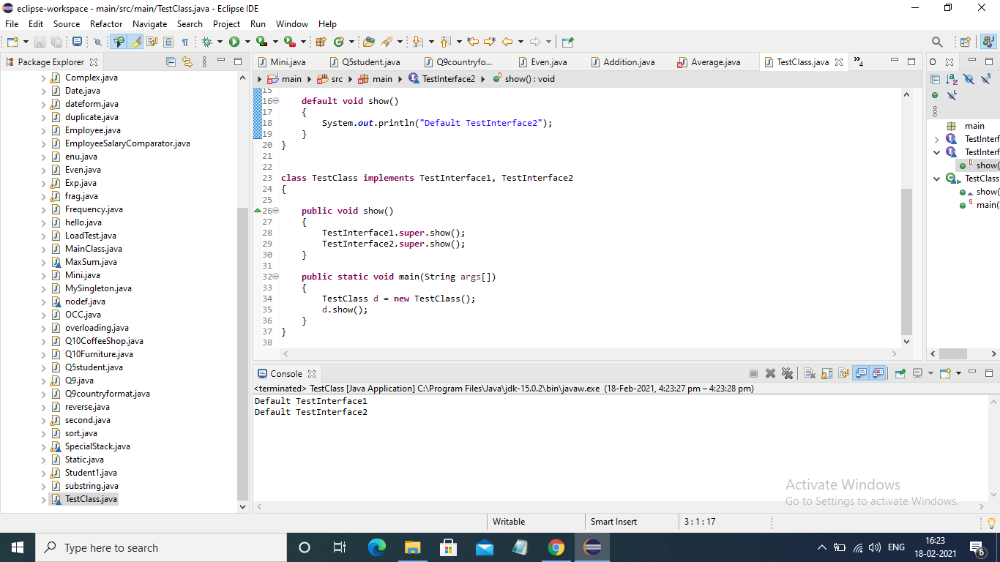 eclipse-workspace - main/src/main/TestClass.java - Eclipse IDE
File Edit Source Refactor Navigate Search Project Run Window Help
Package Explorer
Complex.java
Date.java
dateform.java
duplicate.java
Employee.java
EmployeeSalaryComparator.java
enu.java
Even.java
Exp.java
frag.java
Frequency.java
hello.java
LoadTest.java
MainClass.java
MaxSum.java
Mini.java
MySingleton.java
nodef.java
OCC.java
overloading.java
Q10CoffeeShop.java
Q10Furniture.java
Q5student.java
Q9.java
Q9countryformat.java
reverse.java
second.java
sort.java
SpecialStack.java
Static.java
Student1.java
substring.java
TestClass.java
Mini.java Q5student.java Q9countryfo... Even.java Addition.java Average.java TestClass.java »4
main src main TestInterface2 show() : void
15
16 default void show()
17 {
18 System.out.println("Default TestInterface2");
19 }
20 }
21
22
23 class TestClass implements TestInterface1, TestInterface2
24 {
25
26 public void show()
27 {
28 TestInterface1.super.show();
29 TestInterface2.super.show();
30 }
31
32 public static void main(String args[])
33 {
34 TestClass d = new TestClass();
35 d.show();
36 }
37 }
38
O
main
TestInterf
TestInterf
show(
TestClass
show(
main(
Console
<terminated> TestClass [Java Application] C:\Program Files\Java\jdk-15.0.2\bin\javaw.exe (18-Feb-2021, 4:23:27 pm – 4:23:28 pm)
Default TestInterface1
Default TestInterface2
Activate Windows
Go to Settings to activate Windows.
Writable Smart Insert 3 : 1 : 17
Type here to search
ENG
16:23
18-02-2021
6